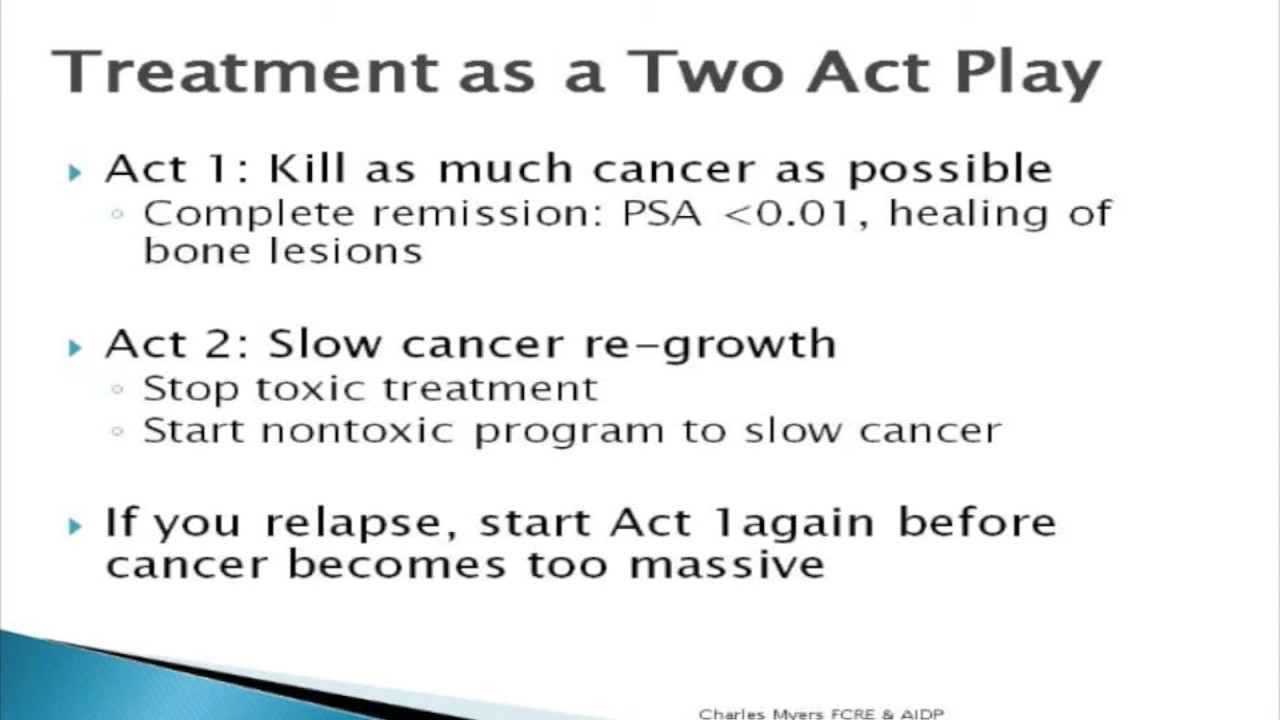 Treatment as a Two Act Play
Act 1: Kill as much cancer as possible
Complete remission: PSA <0.01, healing of
bone lesions
Act 2: Slow cancer re-growth
Stop toxic treatment
Start nontoxic program to slow cancer
If you relapse, start Act 1again before
cancer becomes too massive
Charles Myers FCRE & AIDP